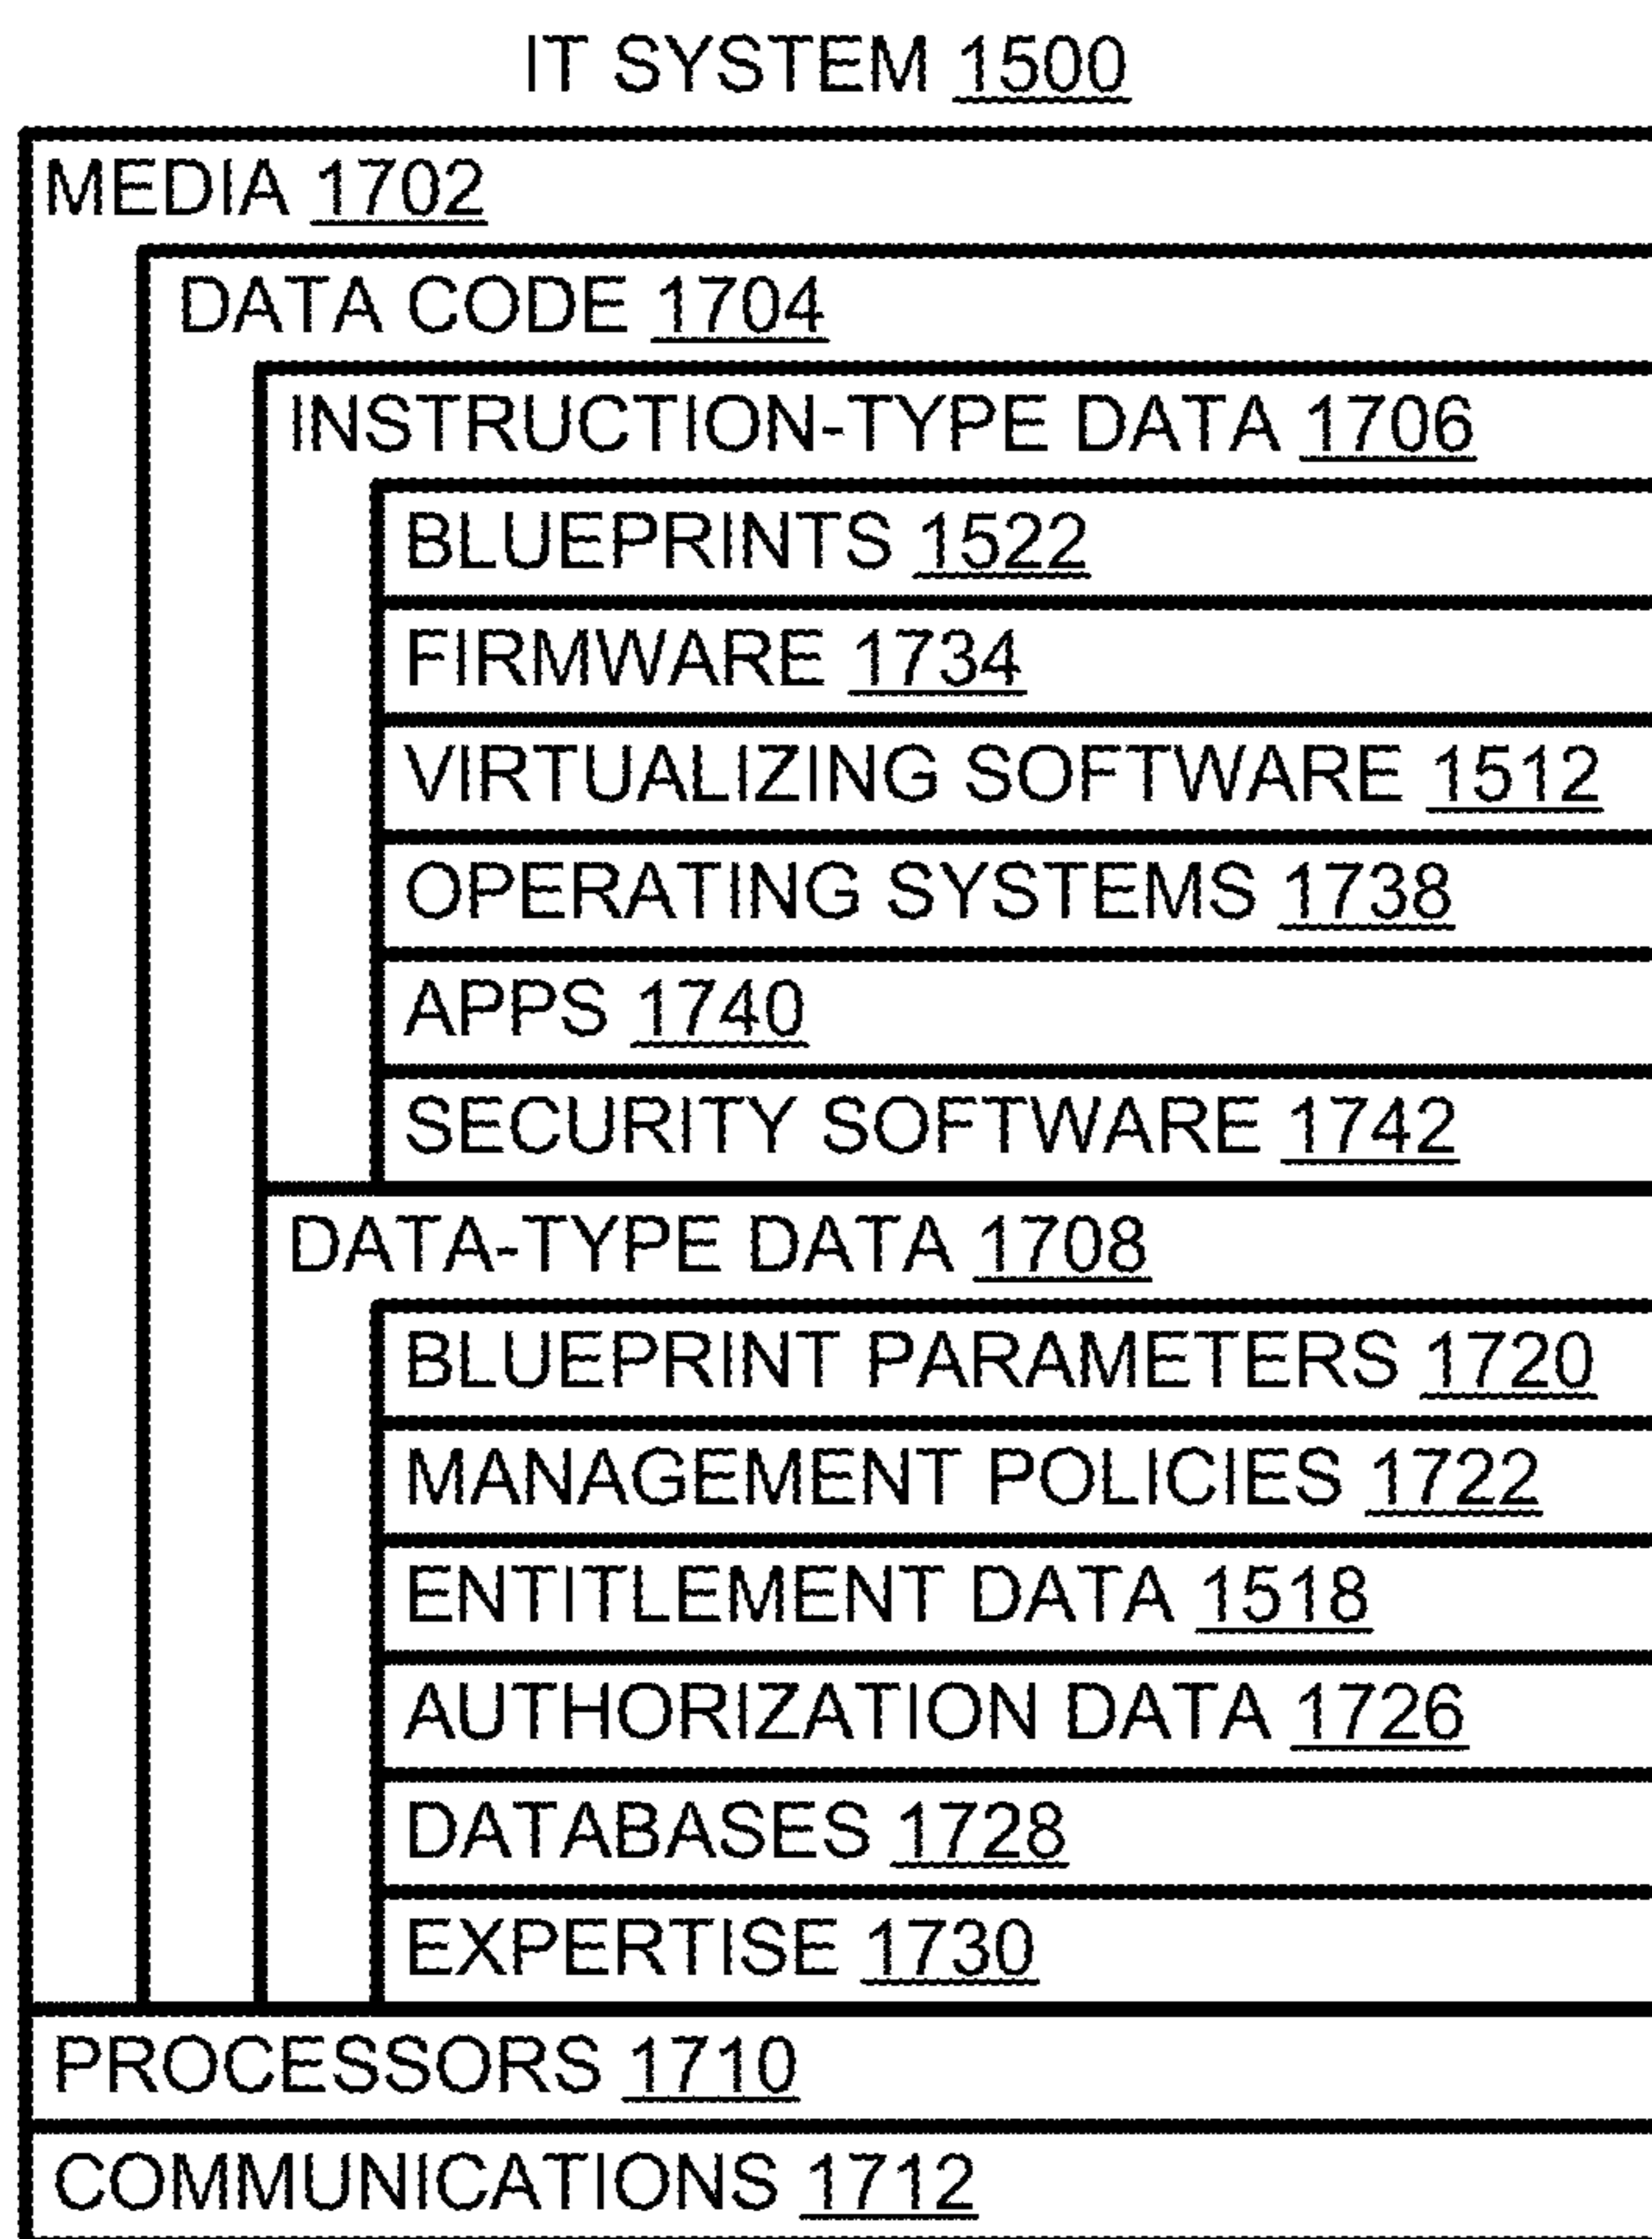 IT SYSTEM 1500
MEDIA 1702
DATA CODE 1704
INSTRUCTION-TYPE DATA 1706
BLUEPRINTS 1522
FIRMWARE 1734
VIRTUALIZING SOFTWARE 1512
OPERATING SYSTEMS 1738
APPS 1740
SECURITY SOFTWARE 1742
DATA-TYPE DATA 1708
BLUEPRINT PARAMETERS 1720
MANAGEMENT POLICIES 1722
ENTITLEMENT DATA 1518
AUTHORIZATION DATA 1726
DATABASES 1728
EXPERTISE 1730
PROCESSORS 1710
COMMUNICATIONS 1712